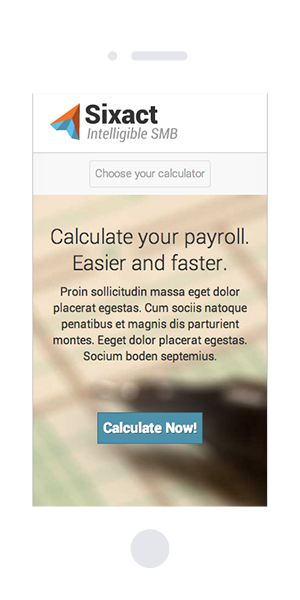 Sixact
Intelligible SMB
Choose your calculator
Calculate your payroll.
Easier and faster.
Proin sollicitudin massa eget dolor
placerat egestas. Cum sociis natoque
penatibus et magnis dis parturient
montes. Eeget dolor placerat egestas.
Socium boden septemius.
Calculate Now!